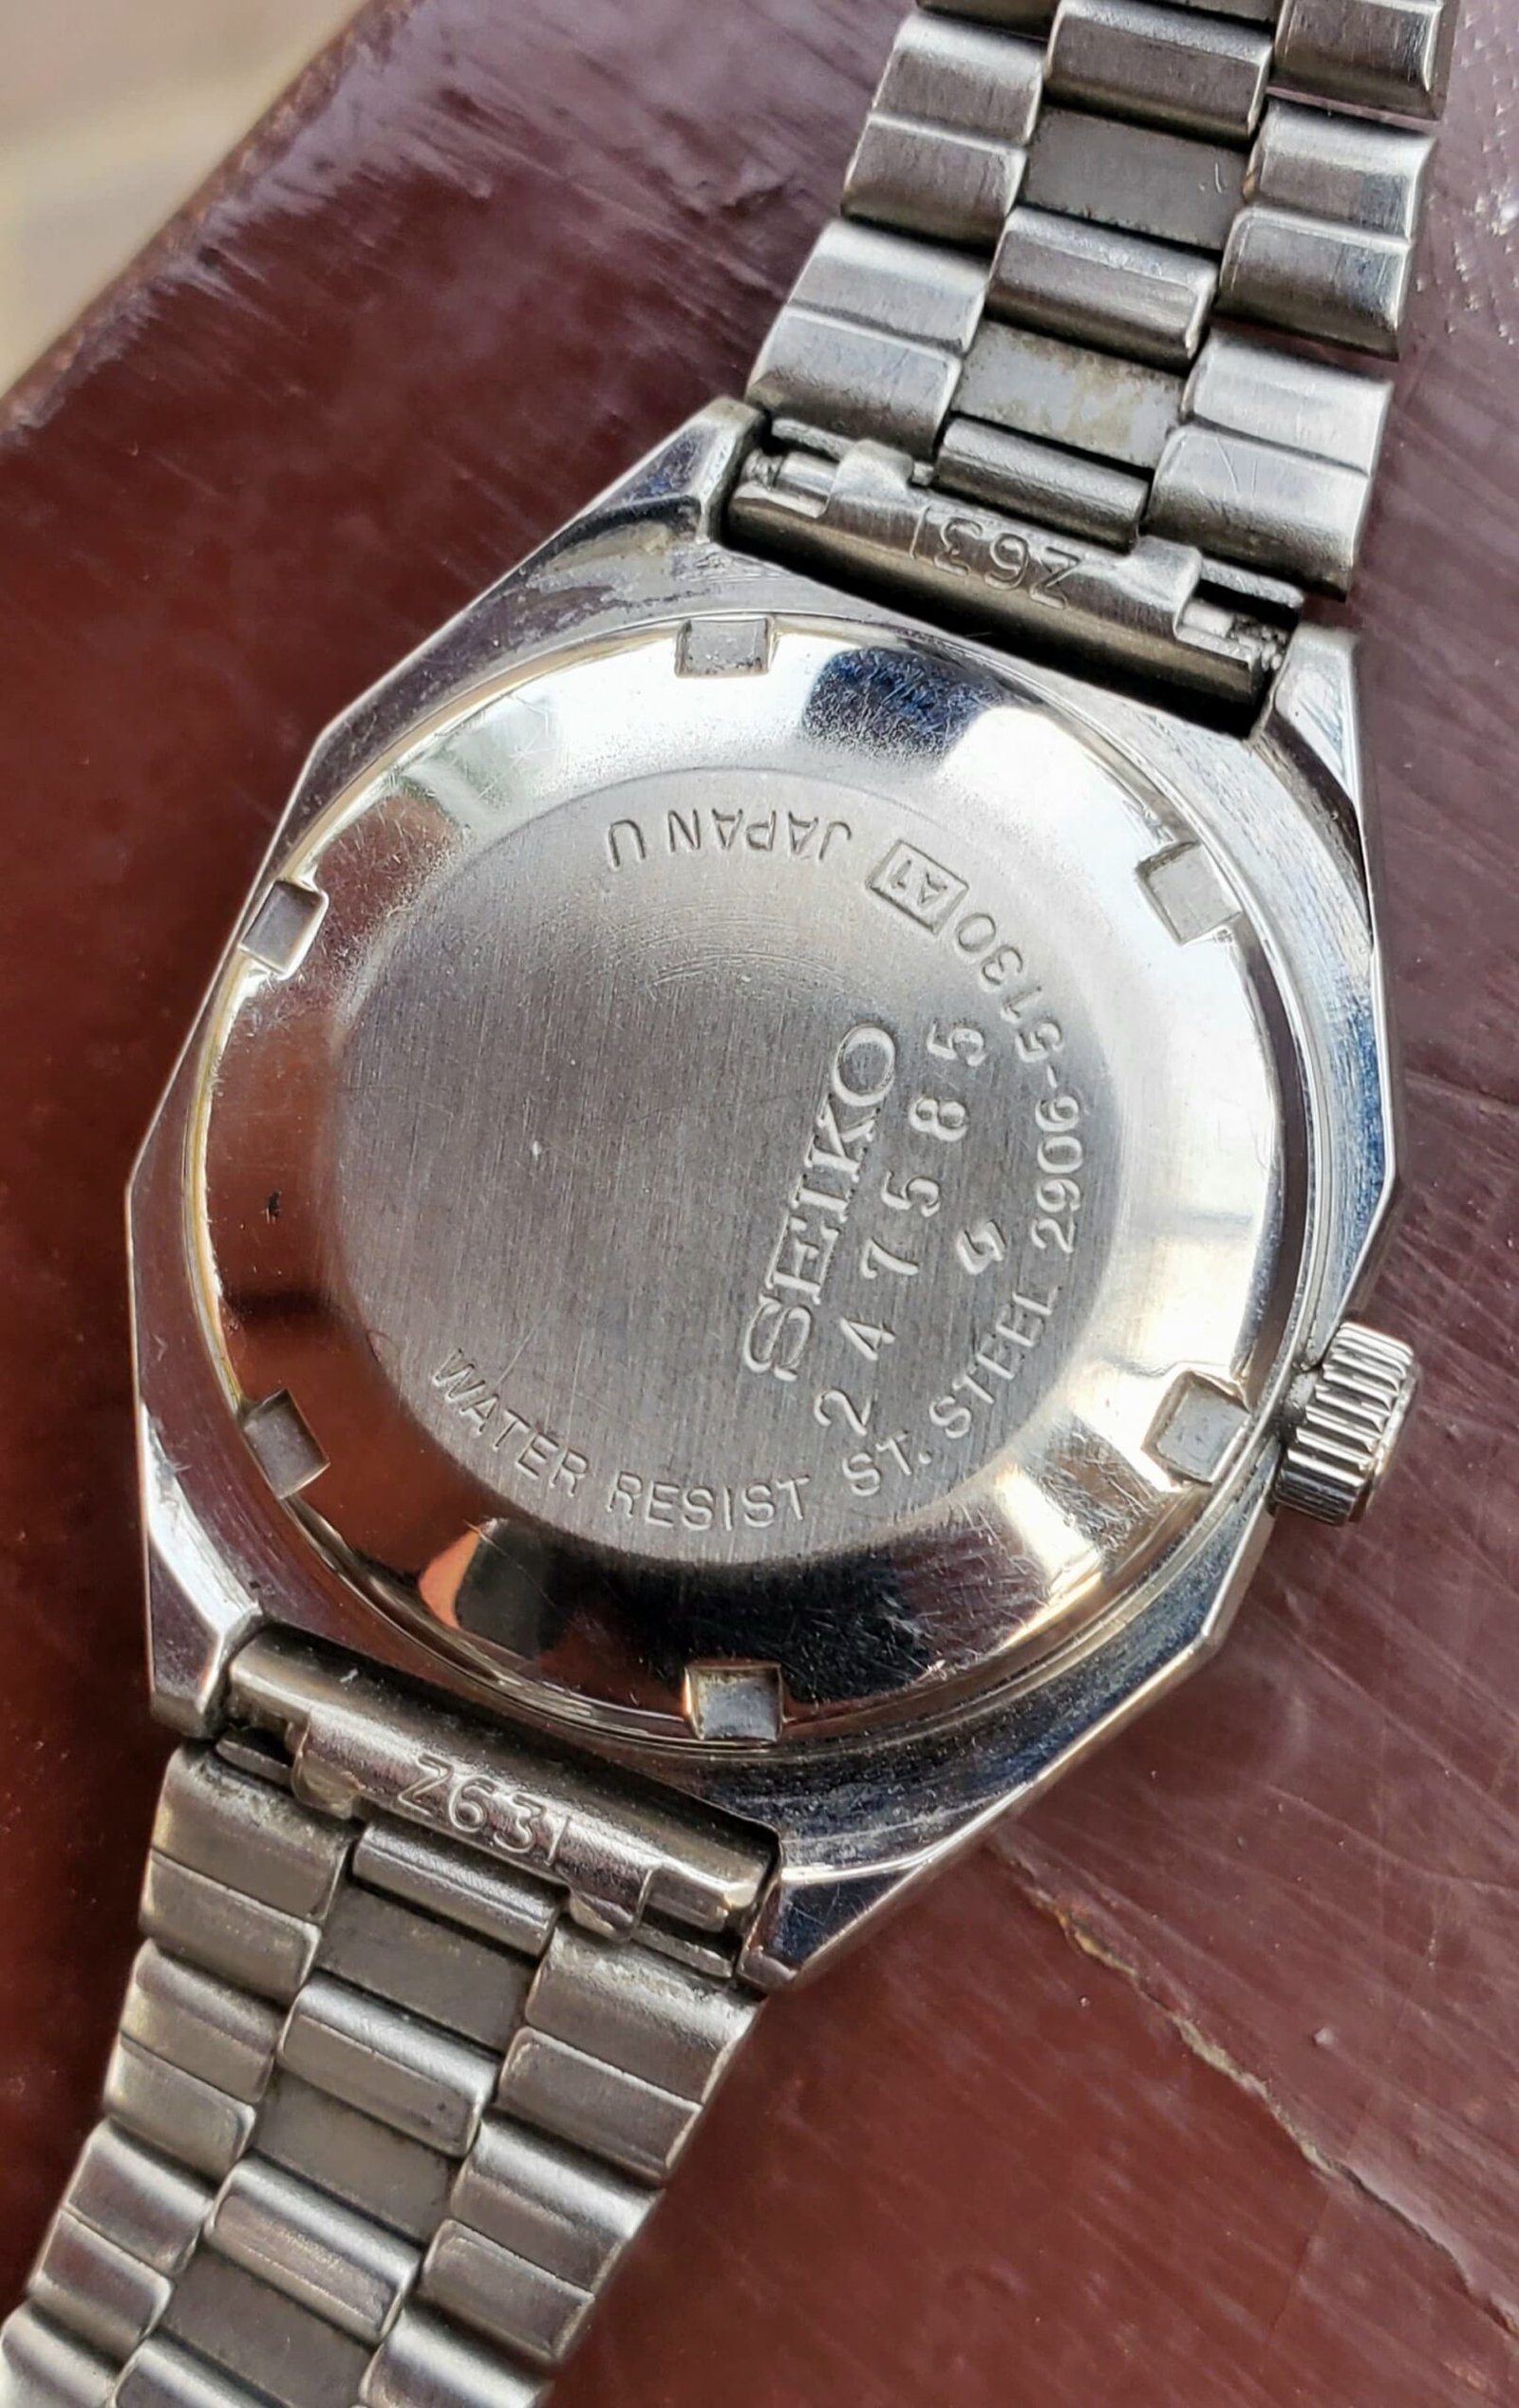 Z631
SEIKO
247585
WATER RESIST ST. STEEL 2906-5130 A1 JAPAN U
Z631